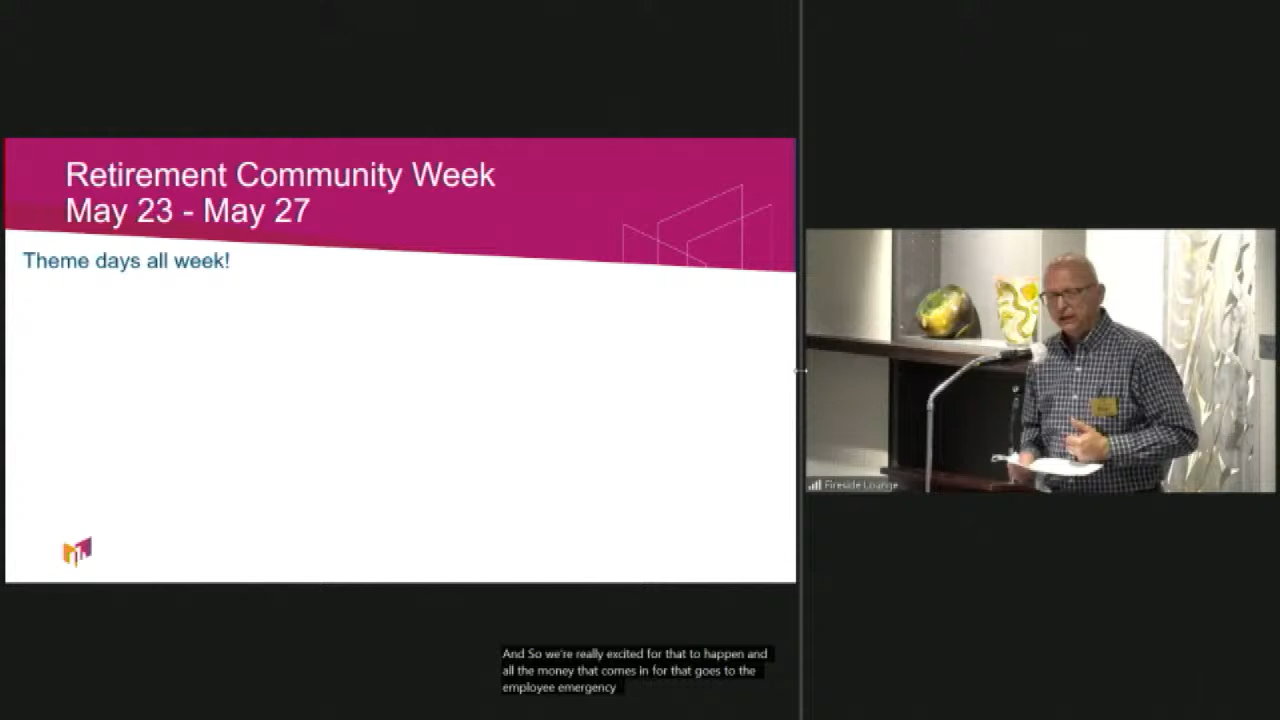 Retirement Community Week
May 23 - May 27
Theme days all week!
Fireside Lounge
And So we're really excited for that to happen and
all the money that comes in for that goes to the
employee emergency